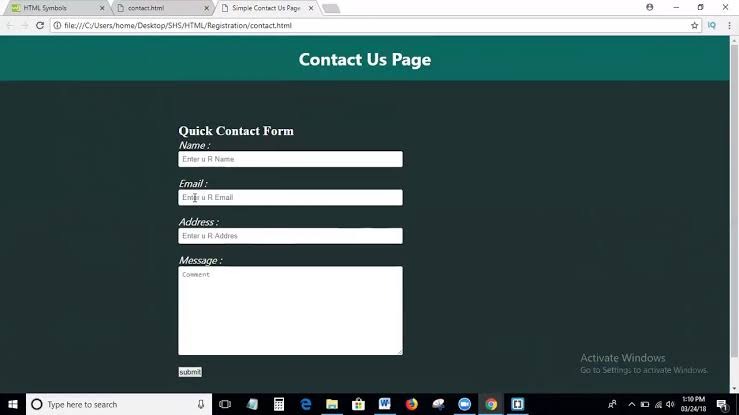 HTML Symbols
contact.html
Simple Contact Us Page
file:///C:/Users/home/Desktop/SHS/HTML/Registration/contact.html
IQ
Contact Us Page
Quick Contact Form
Name :
Enter u R Name
Email :
Enter u R Email
Address :
Enter u R Addres
Message :
Comment
submit
Activate Windows
Go to Settings to activate Windows.
Type here to search
1:10 PM
03/24/18